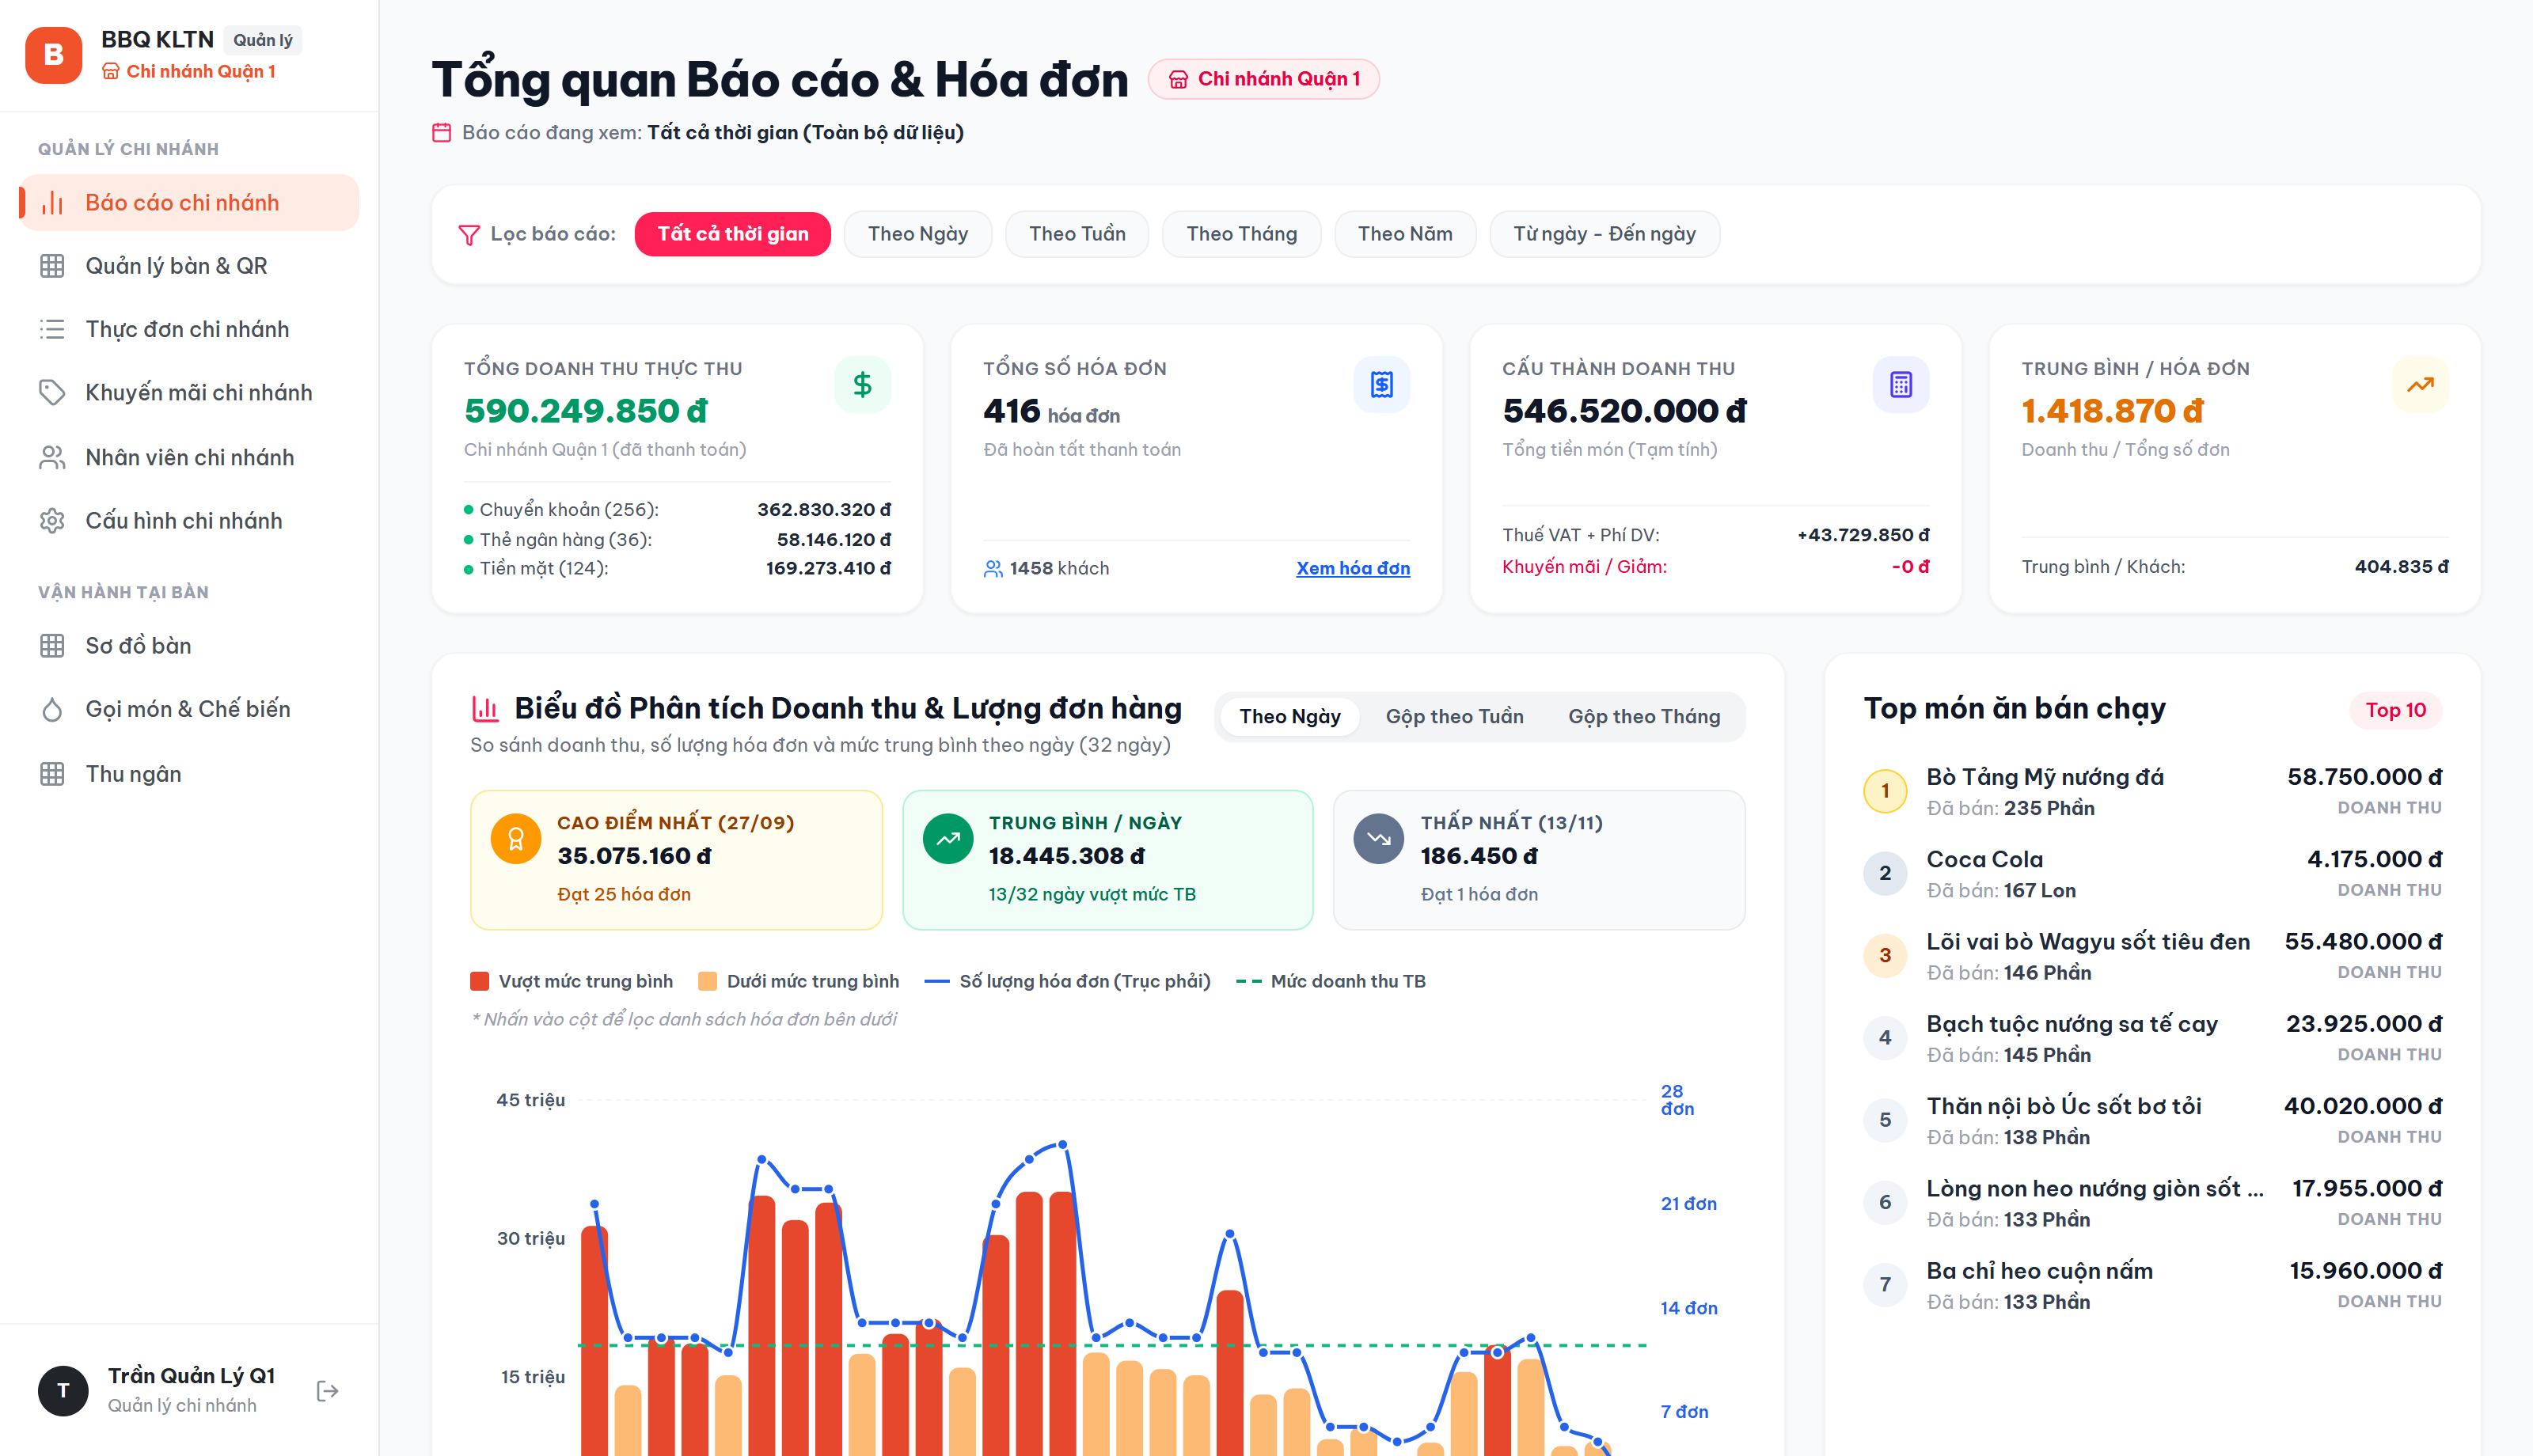 B
BBQ KLTN
Quản lý
Chi nhánh Quận 1
QUẢN LÝ CHI NHÁNH
Báo cáo chi nhánh
Quản lý bàn & QR
Thực đơn chi nhánh
Khuyến mãi chi nhánh
Nhân viên chi nhánh
Cấu hình chi nhánh
VẬN HÀNH TẠI BÀN
Sơ đồ bàn
Gọi món & Chế biến
Thu ngân
T
Trần Quản Lý Q1
Quản lý chi nhánh
Tổng quan Báo cáo & Hóa đơn
Chi nhánh Quận 1
Báo cáo đang xem: Tất cả thời gian (Toàn bộ dữ liệu)
Lọc báo cáo:
Tất cả thời gian
Theo Ngày
Theo Tuần
Theo Tháng
Theo Năm
Từ ngày - Đến ngày
TỔNG DOANH THU THỰC THU
590.249.850 đ
Chi nhánh Quận 1 (đã thanh toán)
Chuyển khoản (256): 362.830.320 đ
Thẻ ngân hàng (36): 58.146.120 đ
Tiền mặt (124): 169.273.410 đ
TỔNG SỐ HÓA ĐƠN
416 hóa đơn
Đã hoàn tất thanh toán
1458 khách
Xem hóa đơn
CẤU THÀNH DOANH THU
546.520.000 đ
Tổng tiền món (Tạm tính)
Thuế VAT + Phí DV: +43.729.850 đ
Khuyến mãi / Giảm: -0 đ
TRUNG BÌNH / HÓA ĐƠN
1.418.870 đ
Doanh thu / Tổng số đơn
Trung bình / Khách: 404.835 đ
Biểu đồ Phân tích Doanh thu & Lượng đơn hàng
So sánh doanh thu, số lượng hóa đơn và mức trung bình theo ngày (32 ngày)
Theo Ngày
Gộp theo Tuần
Gộp theo Tháng
CAO ĐIỂM NHẤT (27/09)
35.075.160 đ
Đạt 25 hóa đơn
TRUNG BÌNH / NGÀY
18.445.308 đ
13/32 ngày vượt mức TB
THẤP NHẤT (13/11)
186.450 đ
Đạt 1 hóa đơn
Vượt mức trung bình
Dưới mức trung bình
Số lượng hóa đơn (Trục phải)
Mức doanh thu TB
* Nhấn vào cột để lọc danh sách hóa đơn bên dưới
45 triệu
30 triệu
15 triệu
28
đơn
21 đơn
14 đơn
7 đơn
Top món ăn bán chạy
Top 10
1
Bò Tảng Mỹ nướng đá
58.750.000 đ
Đã bán: 235 Phần
DOANH THU
2
Coca Cola
4.175.000 đ
Đã bán: 167 Lon
DOANH THU
3
Lõi vai bò Wagyu sốt tiêu đen
55.480.000 đ
Đã bán: 146 Phần
DOANH THU
4
Bạch tuộc nướng sa tế cay
23.925.000 đ
Đã bán: 145 Phần
DOANH THU
5
Thăn nội bò Úc sốt bơ tỏi
40.020.000 đ
Đã bán: 138 Phần
DOANH THU
6
Lòng non heo nướng giòn sốt ...
17.955.000 đ
Đã bán: 133 Phần
DOANH THU
7
Ba chỉ heo cuộn nấm
15.960.000 đ
Đã bán: 133 Phần
DOANH THU